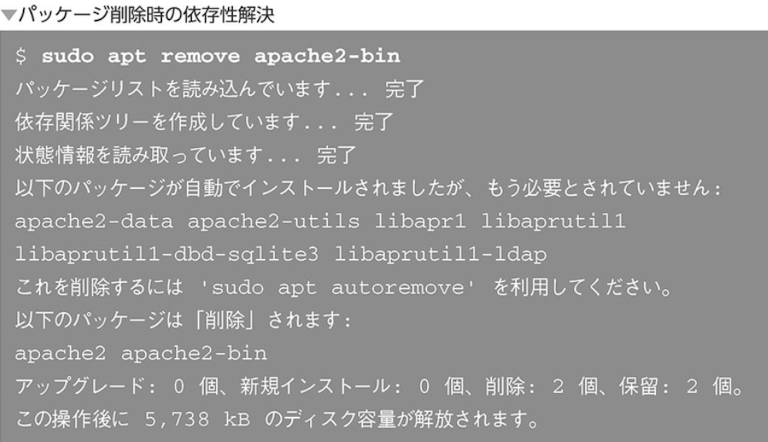 ▼パッケージ削除時の依存性解決
$ sudo apt remove apache2-bin
パッケージリストを読み込んでいます... 完了
依存関係ツリーを作成しています... 完了
状態情報を読み取っています... 完了
以下のパッケージが自動でインストールされましたが、もう必要とされていません:
apache2-data apache2-utils libapr1 libaprutil1
libaprutil1-dbd-sqlite3 libaprutil1-ldap
これを削除するには 'sudo apt autoremove' を利用してください。
以下のパッケージは「削除」されます:
apache2 apache2-bin
アップグレード: 0 個、新規インストール: 0 個、削除: 2 個、保留: 2 個。
この操作後に 5,738 kB のディスク容量が解放されます。